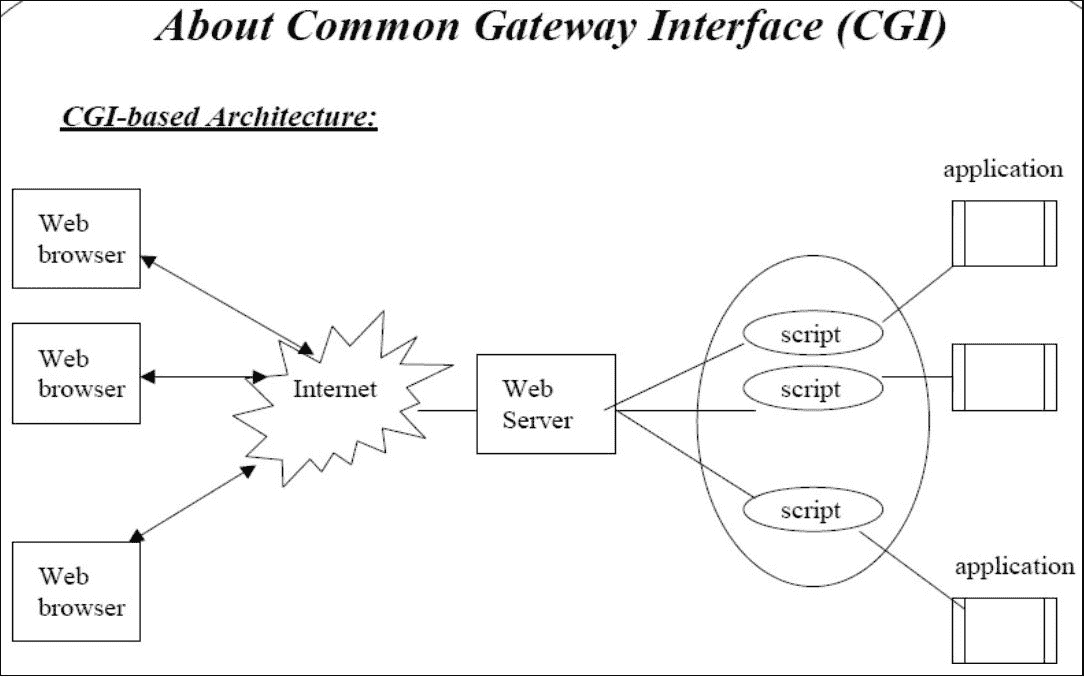 About Common Gateway Interface (CGI)
CGI-based Architecture:
application
Web
browser
script
Web
browser
Internet
Web
Server
script
script
application
Web
browser